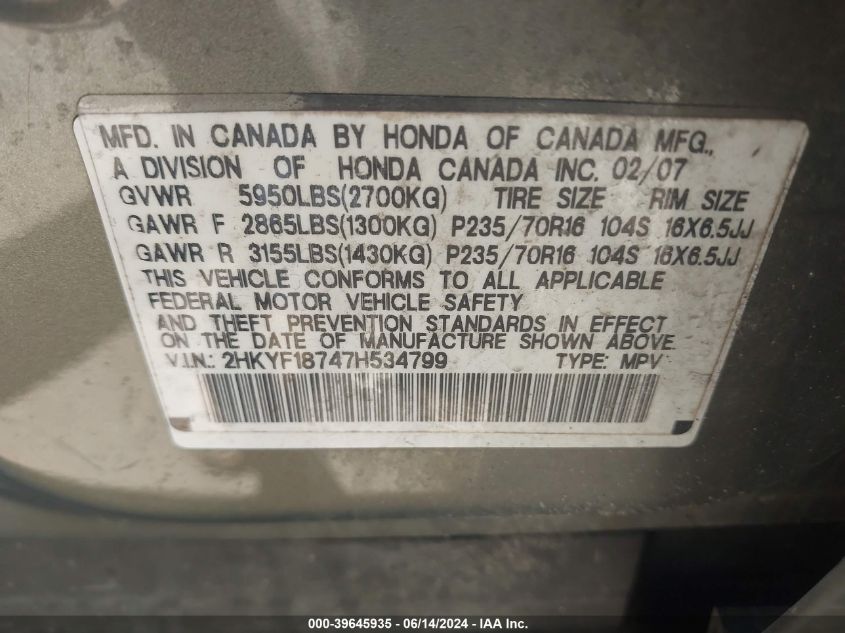 MFD. IN CANADA BY HONDA OF CANADA MFG.,
A DIVISION OF HONDA CANADA INC. 02/07
GVWR 5950LBS(2700KG) TIRE SIZE RIM SIZE
GAWR F 2865LBS(1300KG) P235/70R16 104S 16X6.5JJ
GAWR R 3155LBS(1430KG) P235/70R16 104S 16X6.5JJ
THIS VEHICLE CONFORMS TO ALL APPLICABLE
FEDERAL MOTOR VEHICLE SAFETY
AND THEFT PREVENTION STANDARDS IN EFFECT
ON THE DATE OF MANUFACTURE SHOWN ABOVE.
V.I.N.: 2HKYF18747H534799 TYPE: MPV
000-39645935 - 06/14/2024 - IAA Inc.